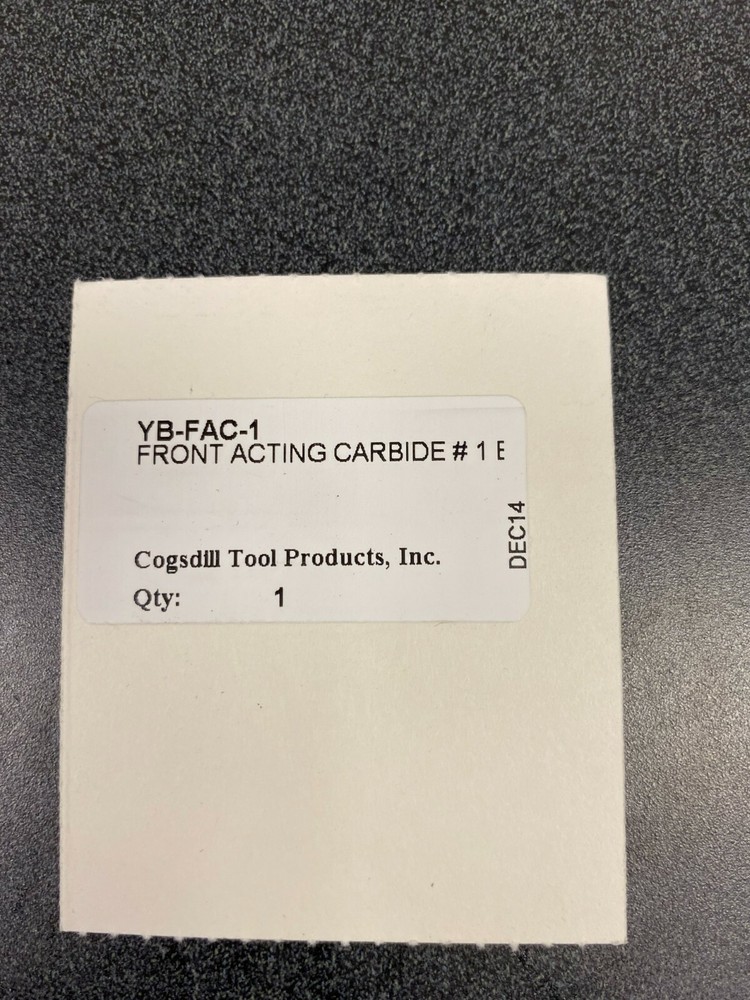 YB-FAC-1
FRONT ACTING CARBIDE # 1 E
DEC14
Cogsdill Tool Products, Inc.
Qty: 1